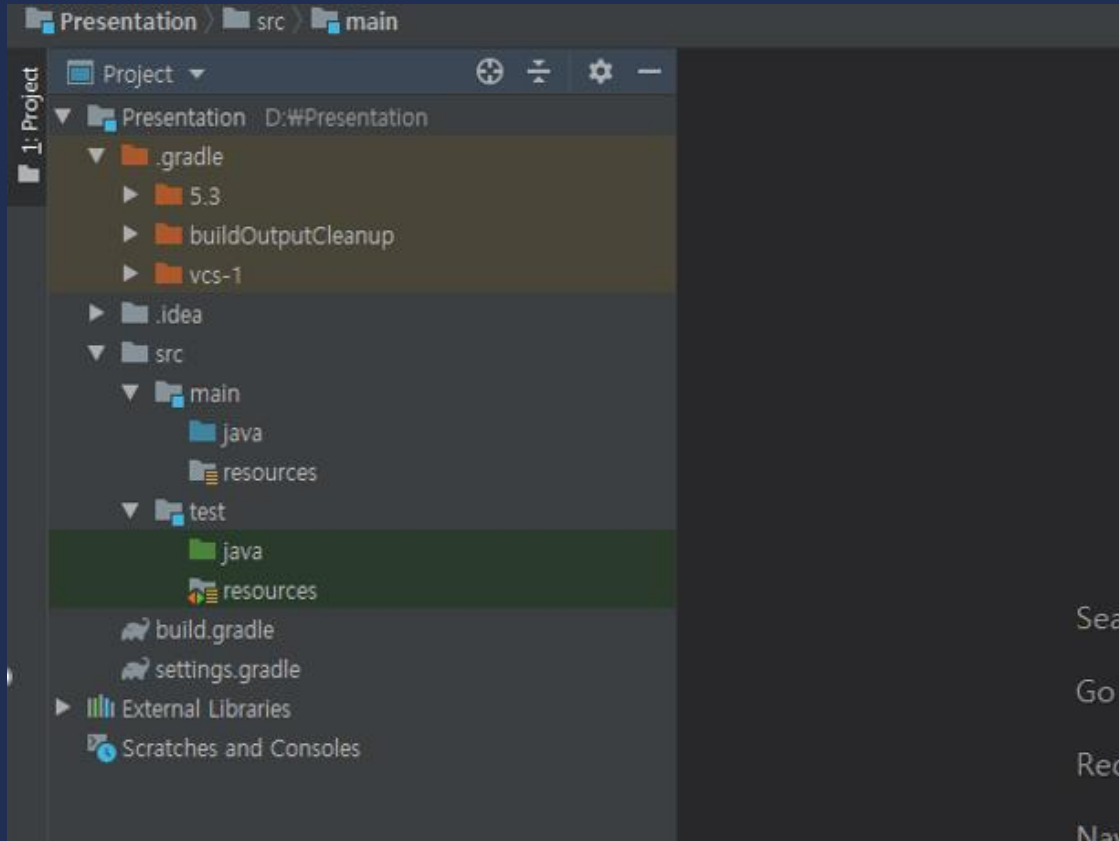 Presentation src main
1: Project
Project
Presentation D:₩Presentation
.gradle
5.3
buildOutputCleanup
vcs-1
.idea
src
main
java
resources
test
java
resources
build.gradle
settings.gradle
External Libraries
Scratches and Consoles
Sea
Go
Rec
Nav